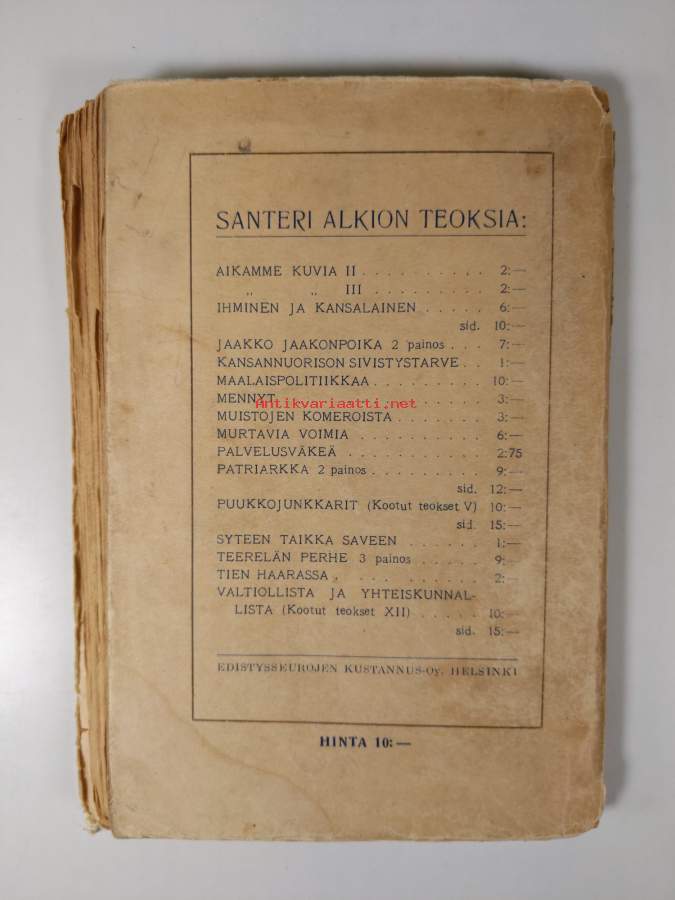 SANTERI ALKION TEOKSIA:
AIKAMME KUVIA II . . . . . . . . . . 2:—
„ „ III . . . . . . . . . 2:—
IHMINEN JA KANSALAINEN . . . . . 6:—
sid. 10:—
JAAKKO JAAKONPOIKA 2 painos . . . 7:—
KANSANNUORISON SIVISTYSTARVE . . 1:—
MAALAISPOLITIIKKAA . . . . . . . . . 10:—
MENNYT . . . . . . . . . . . . . . 3:—
Antikvariaatti.net
MUISTOJEN KOMEROISTA . . . . . . . 3:—
MURTAVIA VOIMIA . . . . . . . . . . 6:—
PALVELUSVÄKEÄ . . . . . . . . . . . 2:75
PATRIARKKA 2 painos . . . . . . . . . 9:—
sid. 12:—
PUUKKOJUNKKARIT (Kootut teokset V) 10:—
sid. 15:—
SYTEEN TAIKKA SAVEEN . . . . . . 1:—
TEERELÄN PERHE 3 painos . . . . . 9:—
TIEN HAARASSA . . . . . . . . . . 2:—
VALTIOLLISTA JA YHTEISKUNNAL-
LISTA (Kootut teokset XII) . . . . . 10:—
sid. 15:—
EDISTYSSEUROJEN KUSTANNUS-Oy. HELSINKI
HINTA 10:—